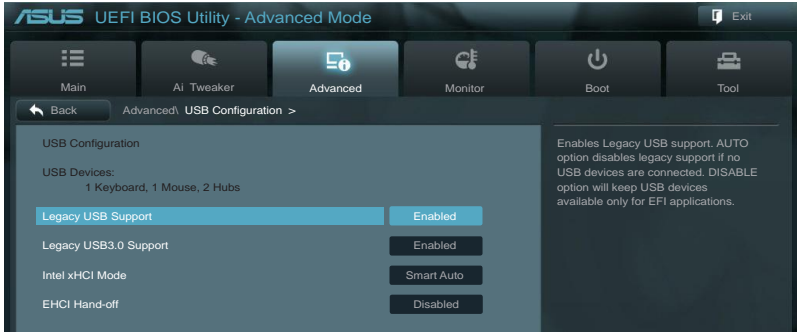 ASUS UEFI BIOS Utility - Advanced Mode
Exit
Main
Ai Tweaker
Advanced
Monitor
Boot
Tool
Back
Advanced\ USB Configuration >
USB Configuration
USB Devices:
1 Keyboard, 1 Mouse, 2 Hubs
Legacy USB Support Enabled
Legacy USB3.0 Support Enabled
Intel xHCI Mode Smart Auto
EHCI Hand-off Disabled
Enables Legacy USB support. AUTO
option disables legacy support if no
USB devices are connected. DISABLE
option will keep USB devices
available only for EFI applications.